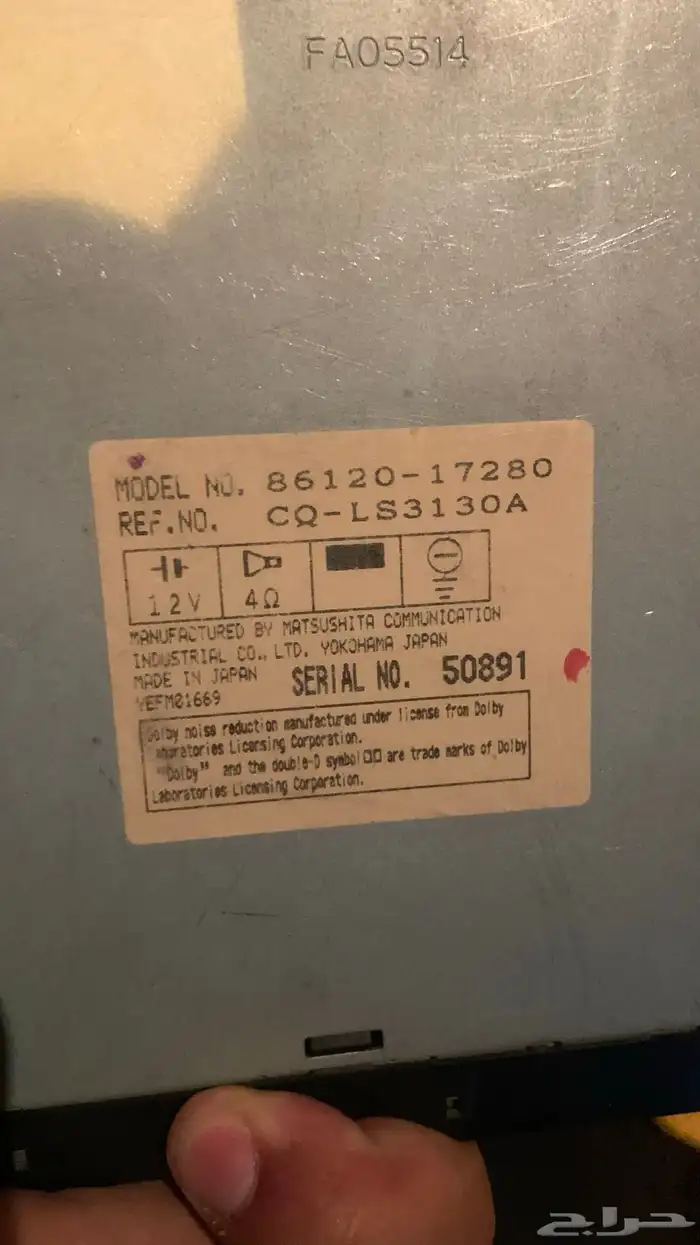 FA05514
MODEL NO. 86120-17280
REF.NO. CQ-LS3130A
12V 4Ω
MANUFACTURED BY MATSUSHITA COMMUNICATION
INDUSTRIAL CO., LTD. YOKOHAMA JAPAN
MADE IN JAPAN SERIAL NO. 50891
YEFM01669
Dolby noise reduction manufactured under license from Dolby
Laboratories Licensing Corporation.
"Dolby" and the double-D symbol are trade marks of Dolby
Laboratories Licensing Corporation.
حراج